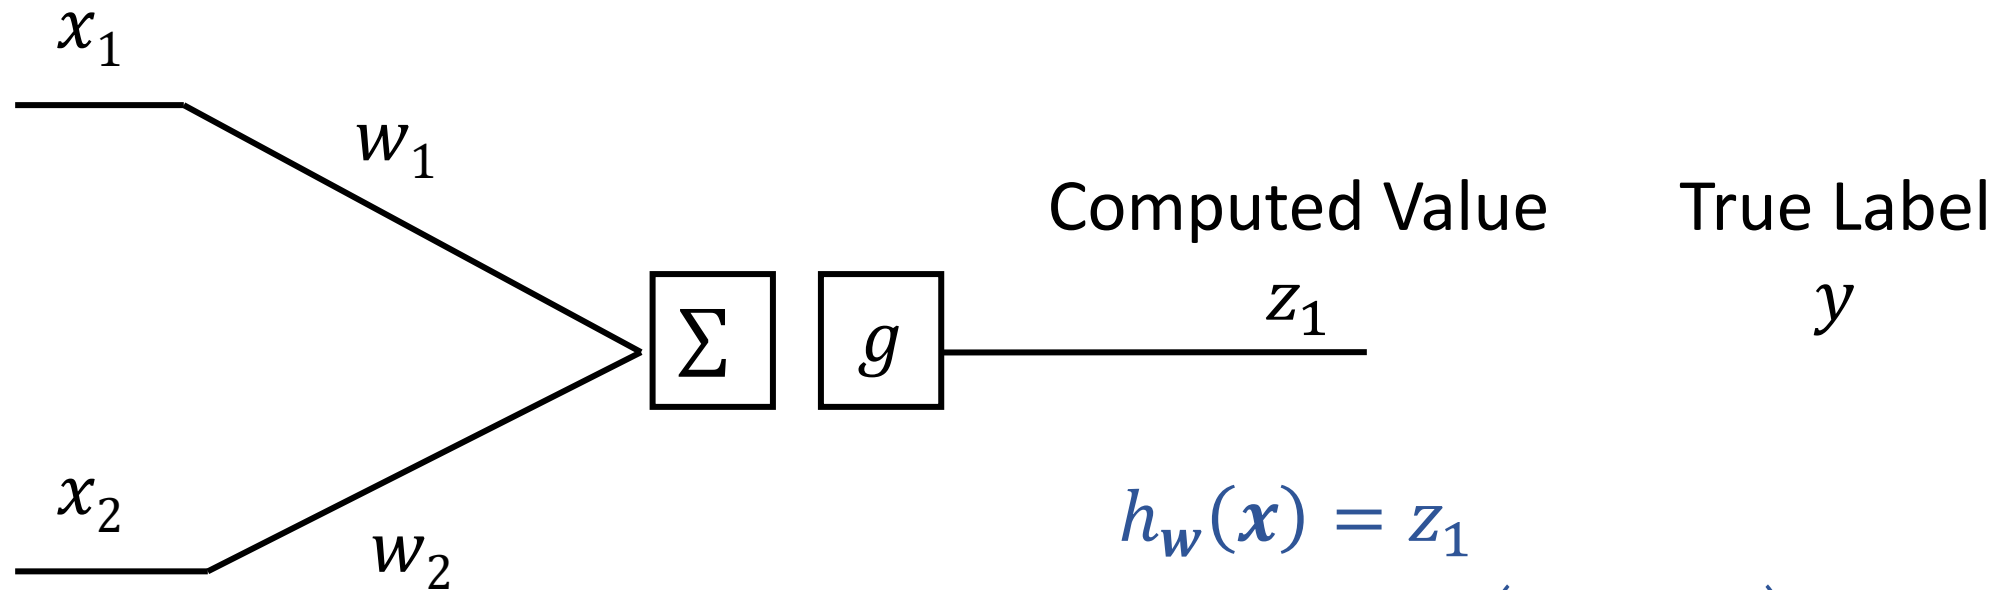 x₁
w₁
Computed Value True Label
z₁ y
Σ g
x₂
h𝒘(𝒙) = z₁
w₂